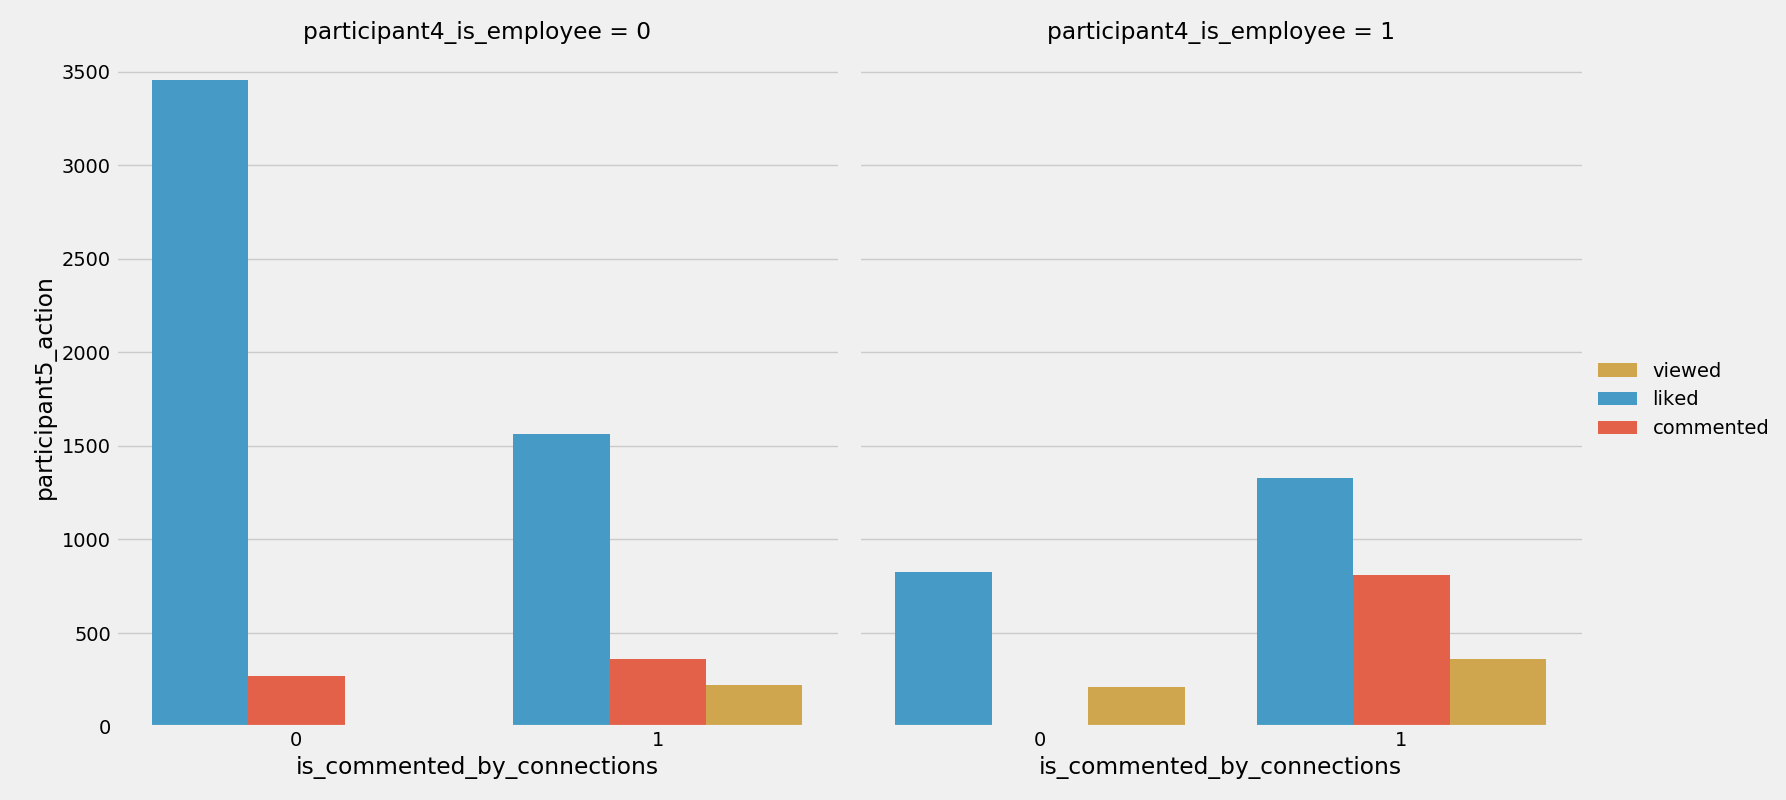 participant4_is_employee = 0
participant4_is_employee = 1
participant5_action
3500
3000
2500
2000
1500
1000
500
0
0
1
0
1
is_commented_by_connections
is_commented_by_connections
viewed
liked
commented